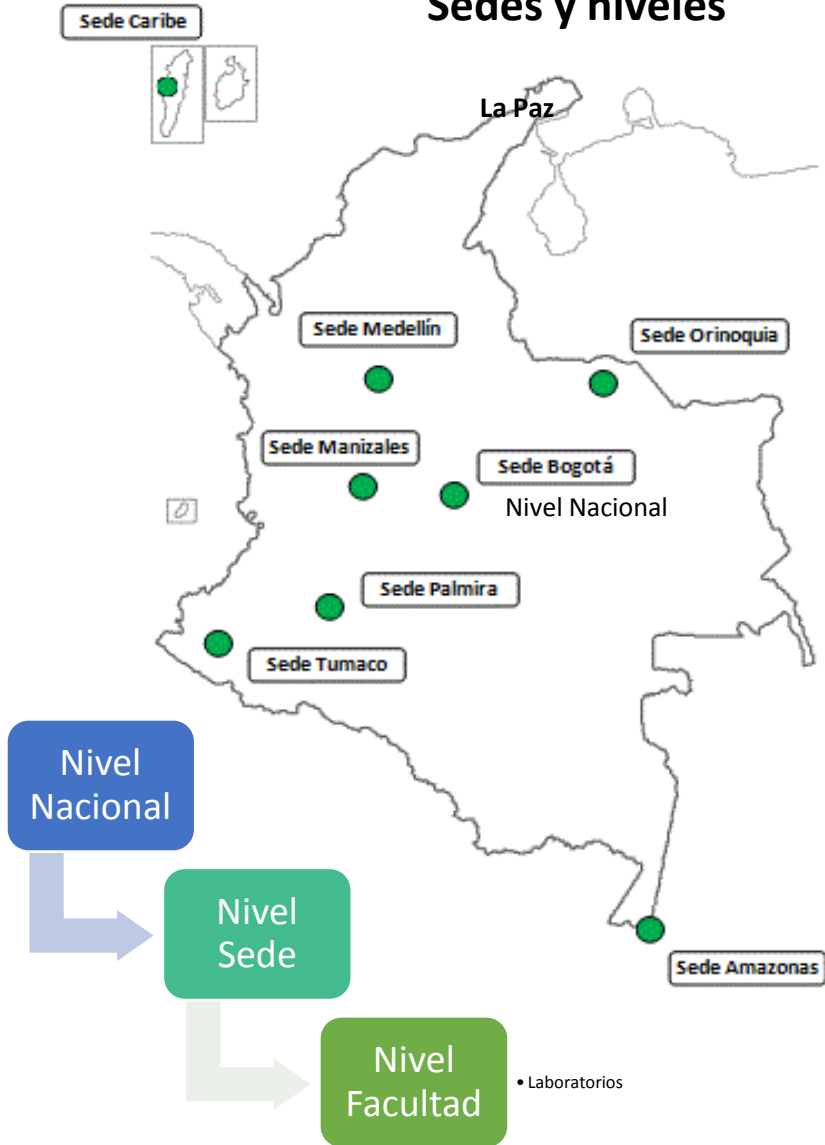 Sedes y niveles
Sede Caribe
La Paz
Sede Medellín
Sede Orinoquia
Sede Manizales
Sede Bogotá
Nivel Nacional
Sede Palmira
Sede Tumaco
Nivel
Nacional
Nivel
Sede
Sede Amazonas
Nivel
Facultad
• Laboratorios